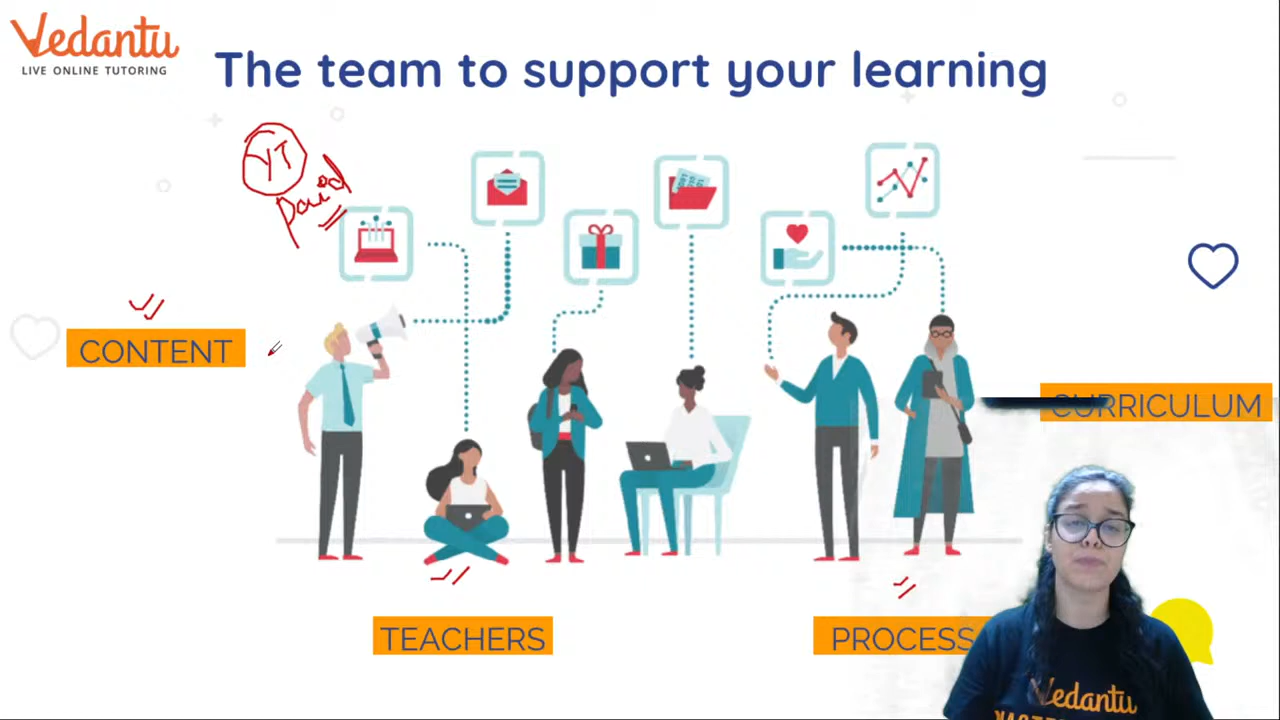 Vedantu
LIVE ONLINE TUTORING
The team to support your learning
YT
Paid
CONTENT
CURRICULUM
TEACHERS
PROCESS
Vedantu